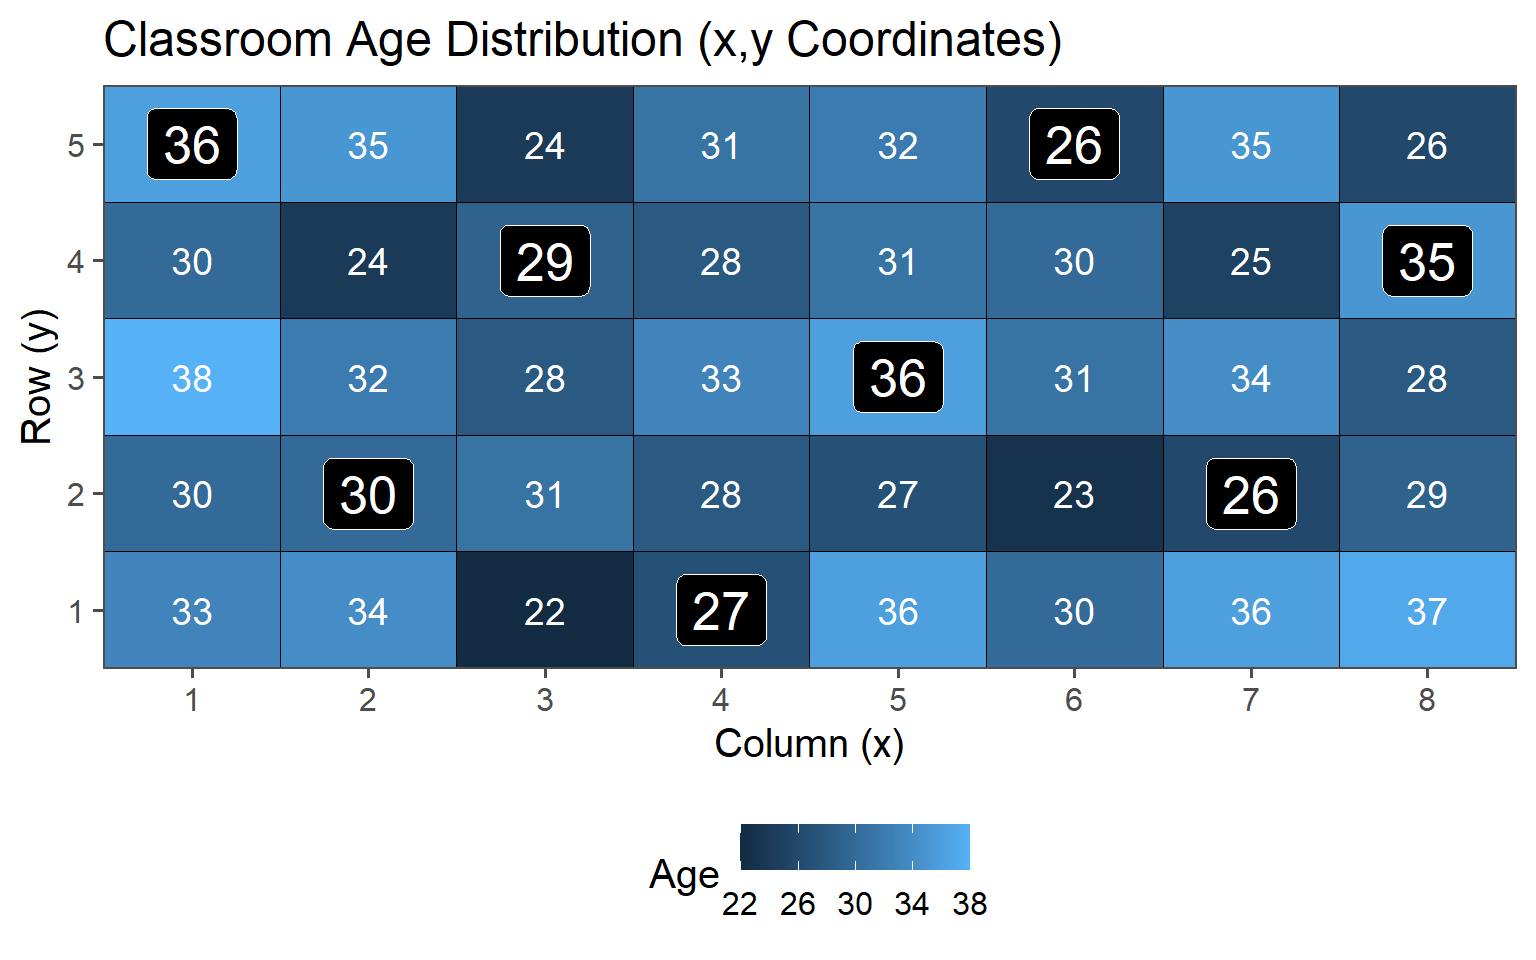 Classroom Age Distribution (x,y Coordinates)
5 36 35 24 31 32 26 35 26
4 30 24 29 28 31 30 25 35
Row (y)
3 38 32 28 33 36 31 34 28
2 30 30 31 28 27 23 26 29
1 33 34 22 27 36 30 36 37
1 2 3 4 5 6 7 8
Column (x)
Age
22 26 30 34 38